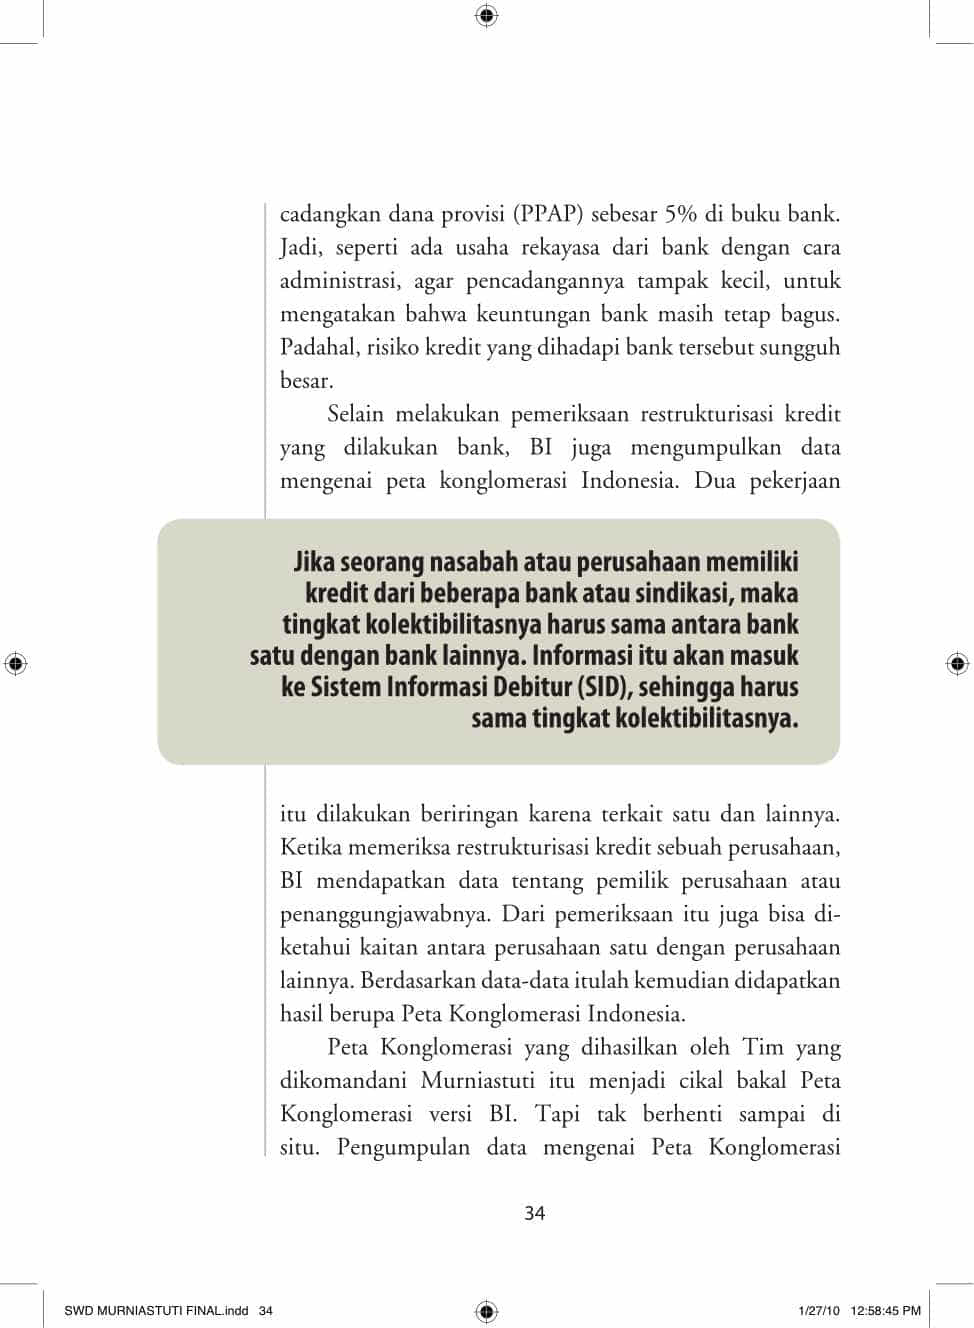 cadangkan dana provisi (PPAP) sebesar 5% di buku bank.
Jadi, seperti ada usaha rekayasa dari bank dengan cara
administrasi, agar pencadangannya tampak kecil, untuk
mengatakan bahwa keuntungan bank masih tetap bagus.
Padahal, risiko kredit yang dihadapi bank tersebut sungguh
besar.
Selain melakukan pemeriksaan restrukturisasi kredit
yang dilakukan bank, BI juga mengumpulkan data
mengenai peta konglomerasi Indonesia. Dua pekerjaan
Jika seorang nasabah atau perusahaan memiliki
kredit dari beberapa bank atau sindikasi, maka
tingkat kolektibilitasnya harus sama antara bank
satu dengan bank lainnya. Informasi itu akan masuk
ke Sistem Informasi Debitur (SID), sehingga harus
sama tingkat kolektibilitasnya.
itu dilakukan beriringan karena terkait satu dan lainnya.
Ketika memeriksa restrukturisasi kredit sebuah perusahaan,
BI mendapatkan data tentang pemilik perusahaan atau
penanggungjawabnya. Dari pemeriksaan itu juga bisa di-
ketahui kaitan antara perusahaan satu dengan perusahaan
lainnya. Berdasarkan data-data itulah kemudian didapatkan
hasil berupa Peta Konglomerasi Indonesia.
Peta Konglomerasi yang dihasilkan oleh Tim yang
dikomandani Murniastuti itu menjadi cikal bakal Peta
Konglomerasi versi BI. Tapi tak berhenti sampai di
situ. Pengumpulan data mengenai Peta Konglomerasi
34
SWD MURNIASTUTI FINAL.indd 34
1/27/10 12:58:45 PM